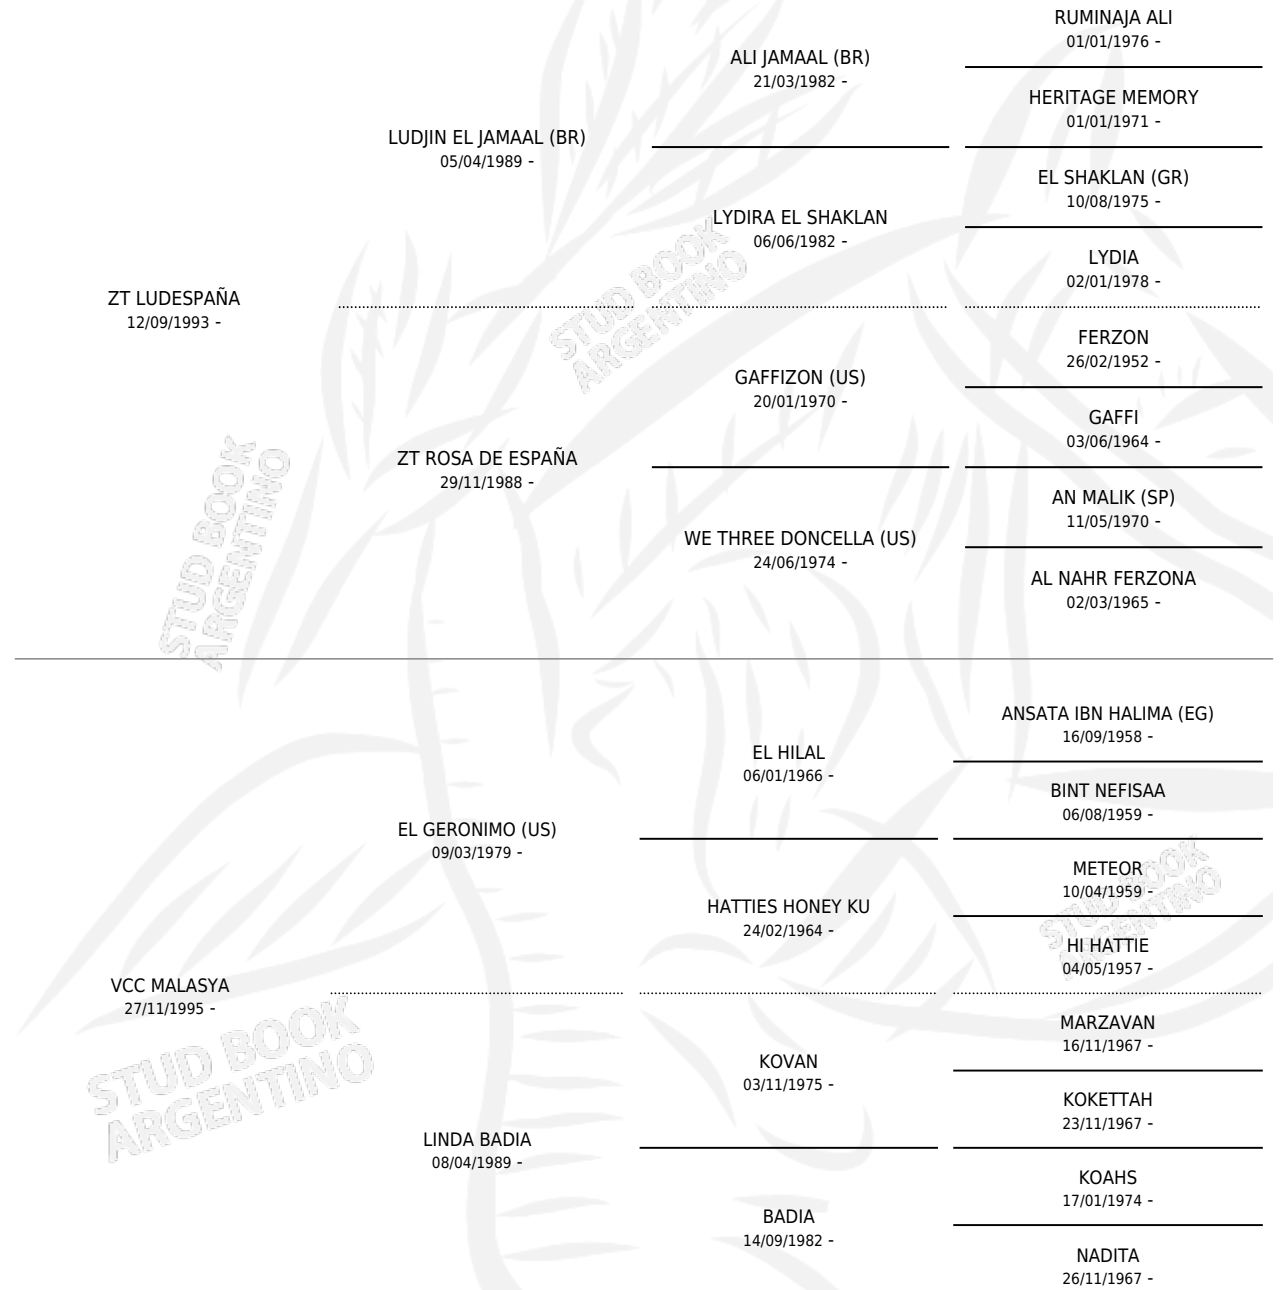 RUMINAJA ALI
01/01/1976 -
ALI JAMAAL (BR)
21/03/1982 -
HERITAGE MEMORY
01/01/1971 -
LUDJIN EL JAMAAL (BR)
05/04/1989 -
EL SHAKLAN (GR)
10/08/1975 -
LYDIRA EL SHAKLAN
06/06/1982 -
LYDIA
02/01/1978 -
ZT LUDESPAÑA
12/09/1993 -
FERZON
26/02/1952 -
GAFFIZON (US)
20/01/1970 -
GAFFI
03/06/1964 -
ZT ROSA DE ESPAÑA
29/11/1988 -
AN MALIK (SP)
11/05/1970 -
WE THREE DONCELLA (US)
24/06/1974 -
AL NAHR FERZONA
02/03/1965 -
ANSATA IBN HALIMA (EG)
16/09/1958 -
EL HILAL
06/01/1966 -
BINT NEFISAA
06/08/1959 -
EL GERONIMO (US)
09/03/1979 -
METEOR
10/04/1959 -
HATTIES HONEY KU
24/02/1964 -
HI HATTIE
04/05/1957 -
VCC MALASYA
27/11/1995 -
MARZAVAN
16/11/1967 -
KOVAN
03/11/1975 -
KOKETTAH
23/11/1967 -
LINDA BADIA
08/04/1989 -
KOAHS
17/01/1974 -
BADIA
14/09/1982 -
NADITA
26/11/1967 -
STUD BOOK
ARGENTINO
STUD BOOK
ARGENTINO
STUD BOOK
ARGENTINO
STUD BOOK
ARGENTINO